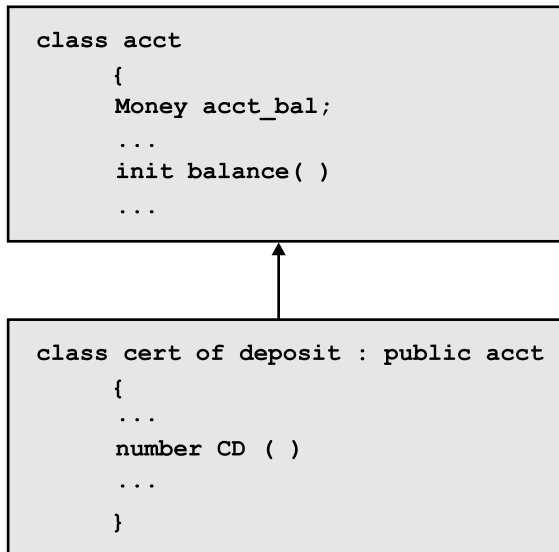 class acct
{
Money acct_bal;
...
init balance( )
...
class cert of deposit : public acct
{
...
number CD ( )
...
}